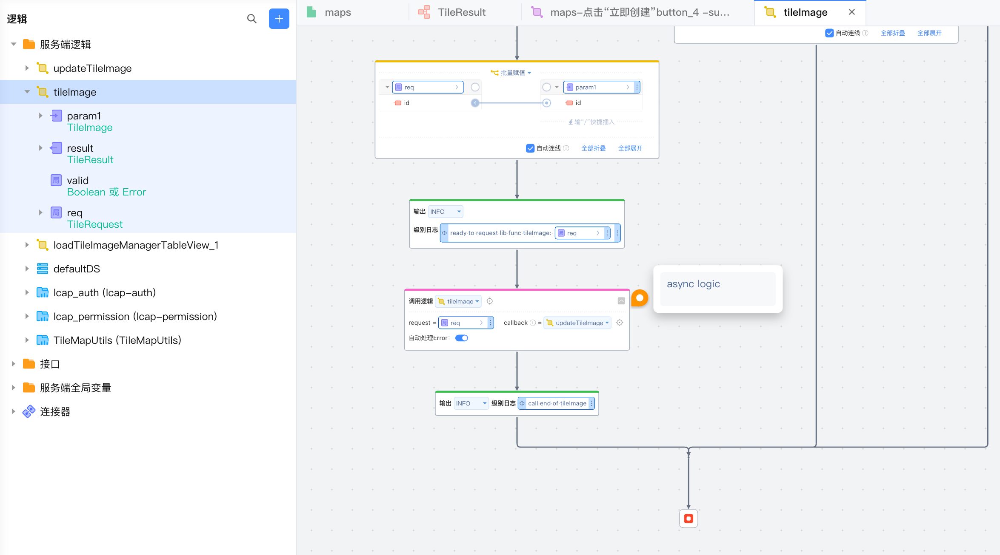 逻辑
服务端逻辑
updateTileImage
tileImage
param1
TileImage
result
TileResult
局 valid
Boolean 或 Error
局 req
TileRequest
loadTileImageManagerTableView_1
defaultDS
lcap_auth (lcap-auth)
lcap_permission (lcap-permission)
TileMapUtils (TileMapUtils)
接口
服务端全局变量
连接器
maps
TileResult
maps-点击“立即创建”button_4 -su...
tileImage
自动连线 全部折叠 全部展开
批量赋值
局 req
param1
id
id
输“/”快捷插入
自动连线 全部折叠 全部展开
输出 INFO
级别日志 ready to request lib func tileImage: 局 req
调用逻辑 tileImage
request = 局 req callback = updateTileImage
自动处理Error:
async logic
输出 INFO 级别日志 call end of tileImage